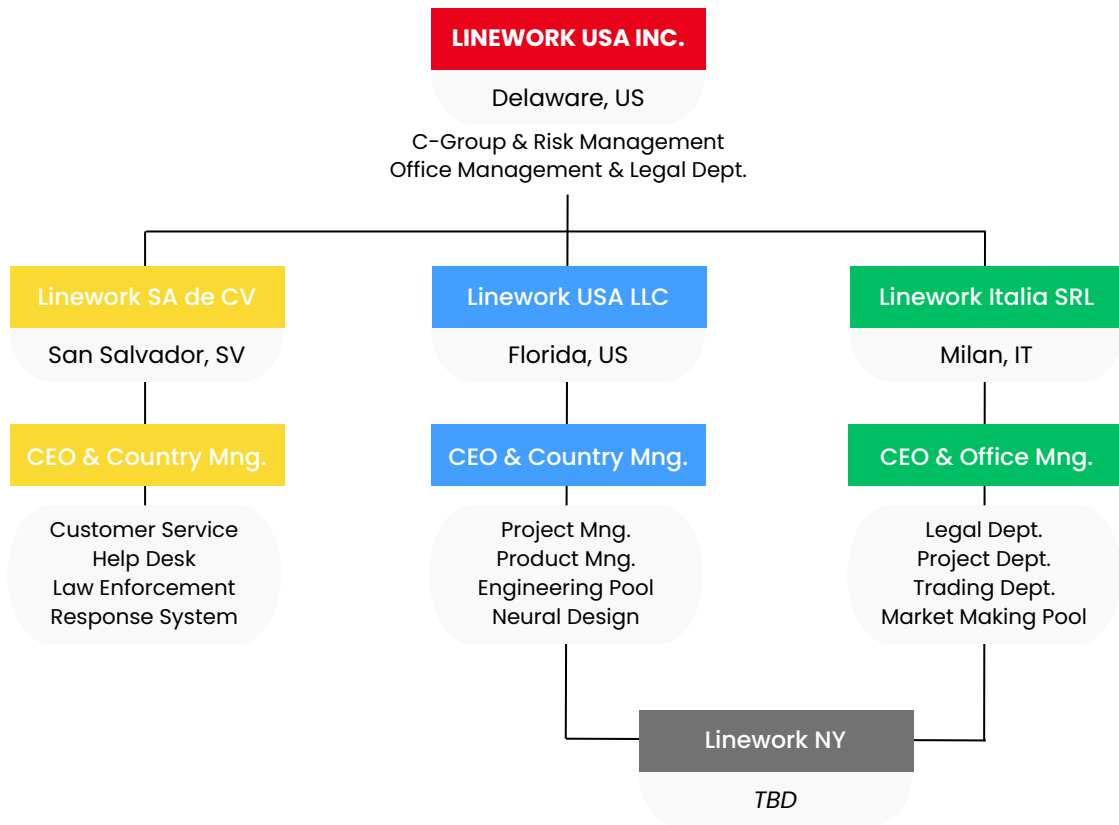 LINEWORK USA INC.
Delaware, US
C-Group & Risk Management
Office Management & Legal Dept.
Linework SA de CV
San Salvador, SV
CEO & Country Mng.
Customer Service
Help Desk
Law Enforcement
Response System
Linework USA LLC
Florida, US
CEO & Country Mng.
Project Mng.
Product Mng.
Engineering Pool
Neural Design
Linework Italia SRL
Milan, IT
CEO & Office Mng.
Legal Dept.
Project Dept.
Trading Dept.
Market Making Pool
Linework NY
TBD